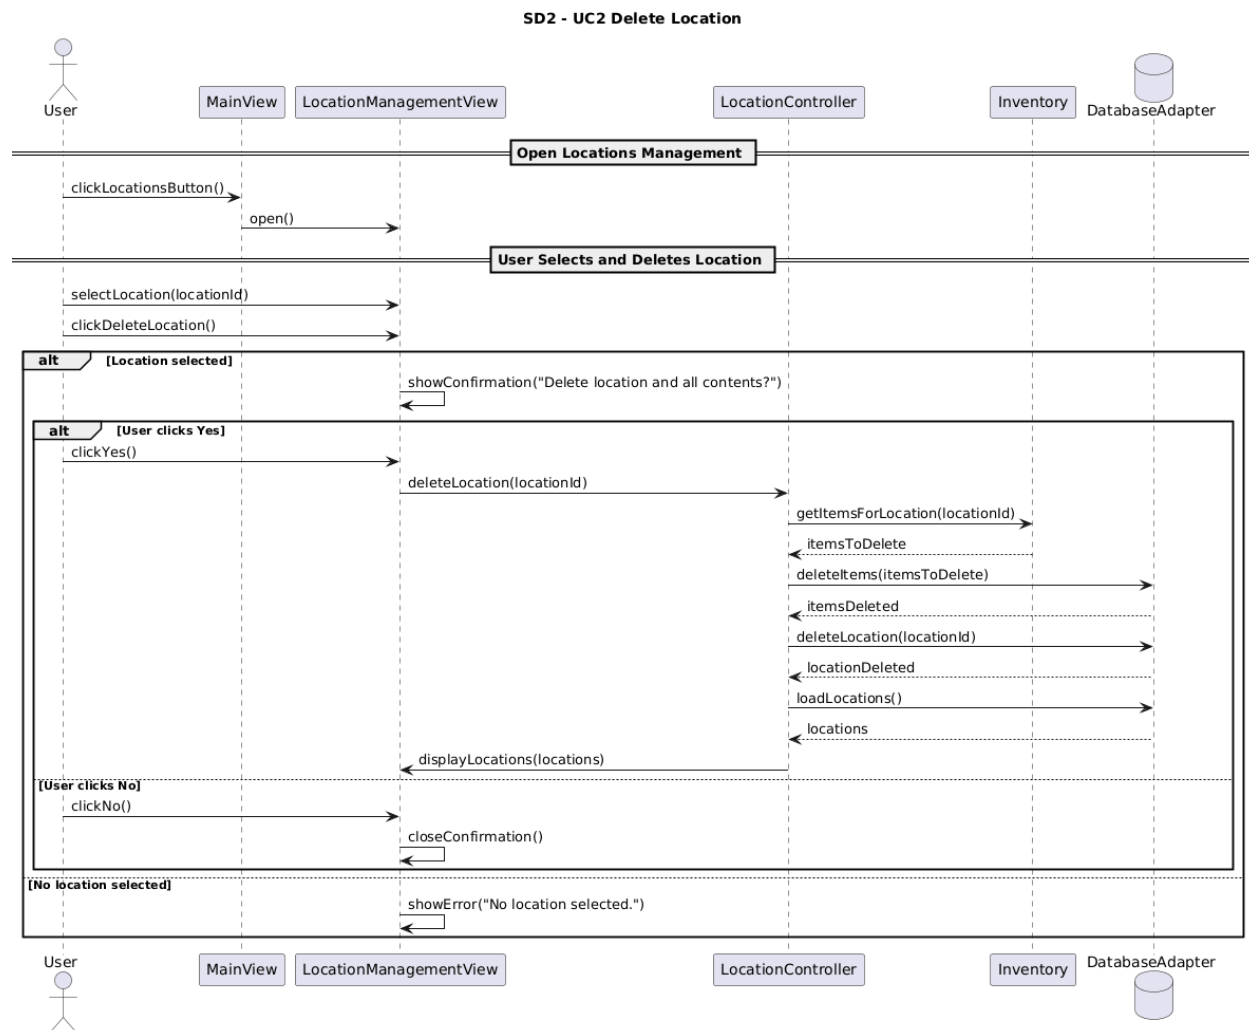 SD2 - UC2 Delete Location
User
MainView
LocationManagementView
LocationController
Inventory
DatabaseAdapter
Open Locations Management
clickLocationsButton()
open()
User Selects and Deletes Location
selectLocation(locationId)
clickDeleteLocation()
alt [Location selected]
showConfirmation("Delete location and all contents?")
alt [User clicks Yes]
clickYes()
deleteLocation(locationId)
getItemsForLocation(locationId)
itemsToDelete
deleteItems(itemsToDelete)
itemsDeleted
deleteLocation(locationId)
locationDeleted
loadLocations()
locations
displayLocations(locations)
[User clicks No]
clickNo()
closeConfirmation()
[No location selected]
showError("No location selected.")
User
MainView
LocationManagementView
LocationController
Inventory
DatabaseAdapter